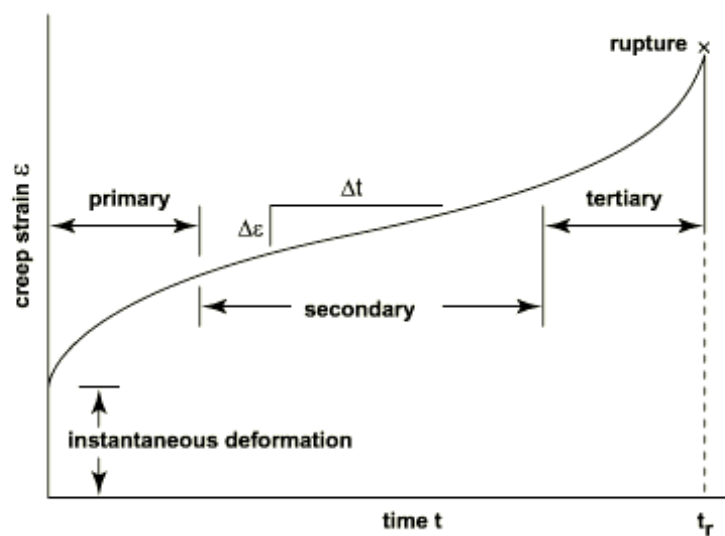 rupture ×
primary
Δt
tertiary
Δε
creep strain ε
secondary
instantaneous deformation
time t
tr